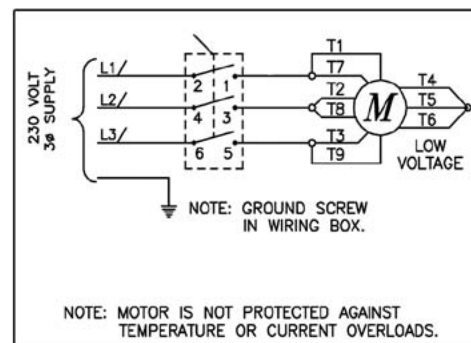 230 VOLT
3ø SUPPLY
L1/
L2/
L3/
2 1
4 3
6 5
T1
T7
T2
T8
T3
T9
M
T4
T5
T6
LOW
VOLTAGE
NOTE: GROUND SCREW
IN WIRING BOX.
NOTE: MOTOR IS NOT PROTECTED AGAINST
TEMPERATURE OR CURRENT OVERLOADS.